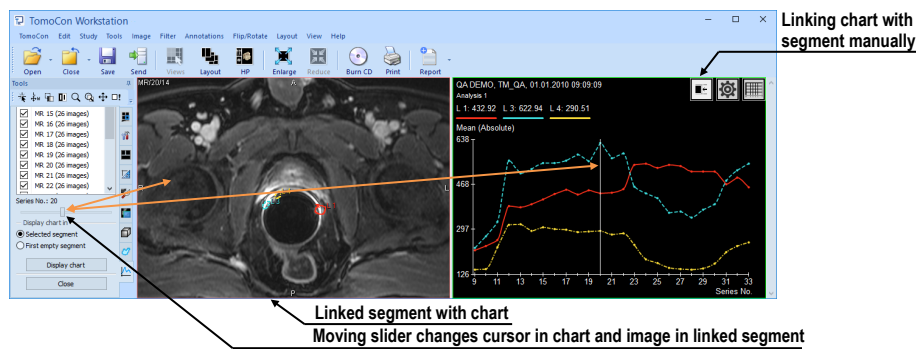 TomoCon Workstation
Linking chart with
segment manually
TomoCon Edit Study Tools Image Filter Annotations Flip/Rotate Layout View Help
Open Close Save Send Views Layout HP Enlarge Reduce Burn CD Print Report
Tools
MR/20/14
A
QA DEMO, TM_QA, 01.01.2010 09:09:09
Analysis 1
L 1: 432.92 L 3: 622.94 L 4: 290.51
Mean (Absolute)
MR 15 (26 images)
MR 16 (26 images)
MR 17 (26 images)
MR 18 (26 images)
MR 19 (26 images)
MR 20 (26 images)
MR 21 (26 images)
MR 22 (26 images)
Series No.: 20
Display chart in
Selected segment
First empty segment
Display chart
Close
L
P
638
468
297
126
9 11 13 15 17 19 21 23 25 27 29 31 33
Series No.
Linked segment with chart
Moving slider changes cursor in chart and image in linked segment